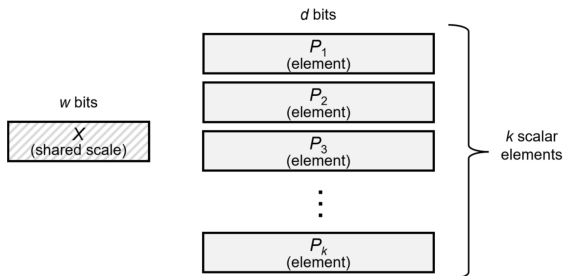 d bits
P1
(element)
P2
(element)
w bits
X
(shared scale)
P3
(element)
k scalar
elements
⋮
Pk
(element)